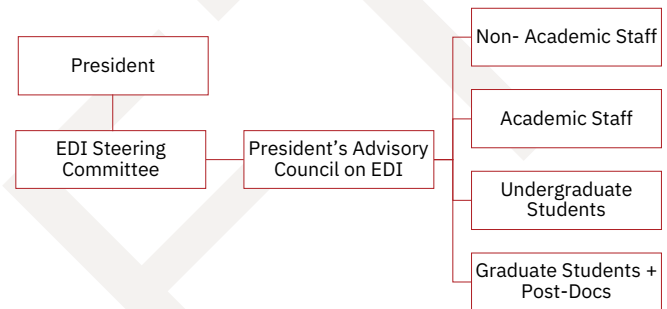 President
EDI Steering
Committee
President’s Advisory
Council on EDI
Non- Academic Staff
Academic Staff
Undergraduate
Students
Graduate Students +
Post-Docs